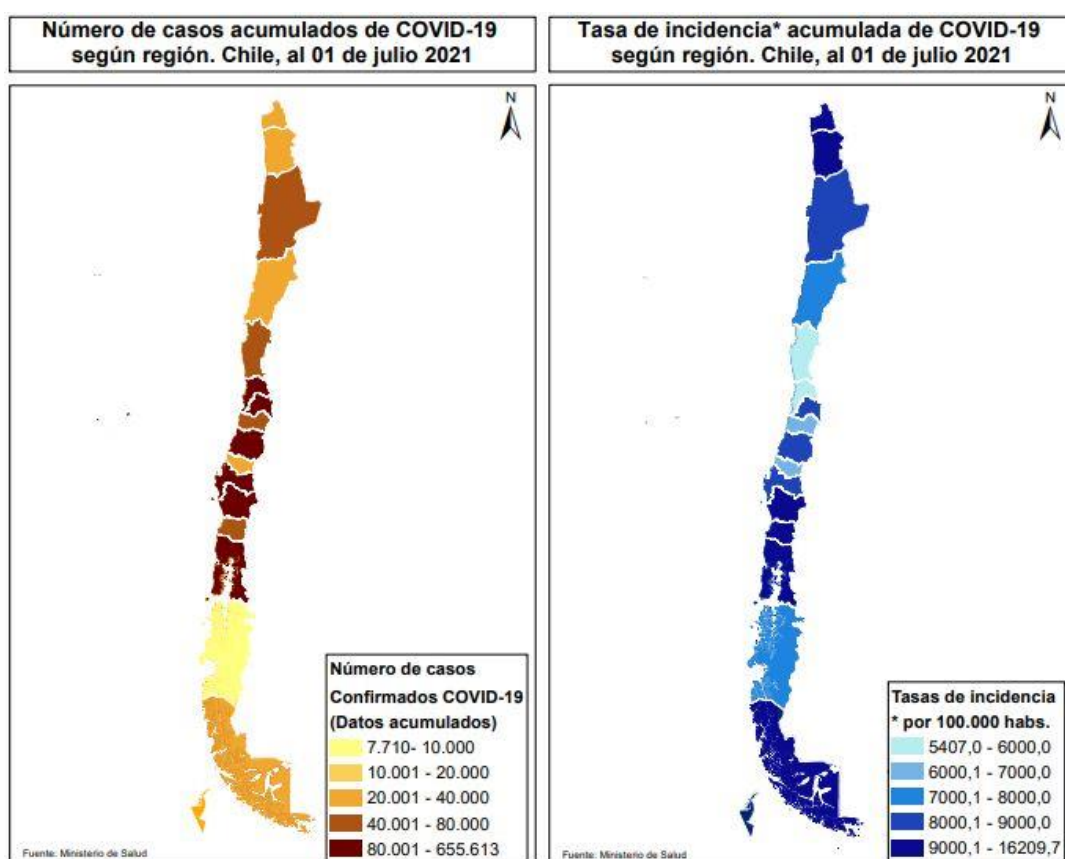 Número de casos acumulados de COVID-19
según región. Chile, al 01 de julio 2021
N
Número de casos
Confirmados COVID-19
(Datos acumulados)
7.710- 10.000
10.001 - 20.000
20.001 - 40.000
40.001 - 80.000
80.001 - 655.613
Fuente: Ministerio de Salud
Tasa de incidencia* acumulada de COVID-19
según región. Chile, al 01 de julio 2021
N
Tasas de incidencia
* por 100.000 habs.
5407,0 - 6000,0
6000,1 - 7000,0
7000,1 - 8000,0
8000,1 - 9000,0
9000,1 - 16209,7
Fuente: Ministerio de Salud